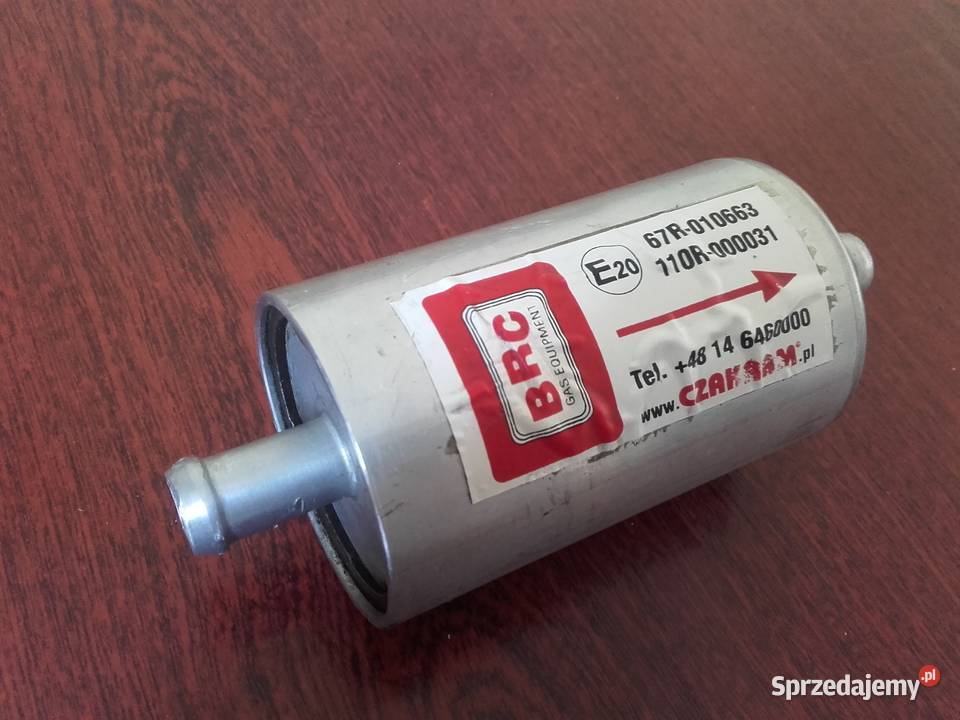 BRC
GAS EQUIPMENT
E20
67R-010663
110R-000031
Tel. +48 14 6460000
www.CZAKRAM®.pl
Sprzedajemy.pl